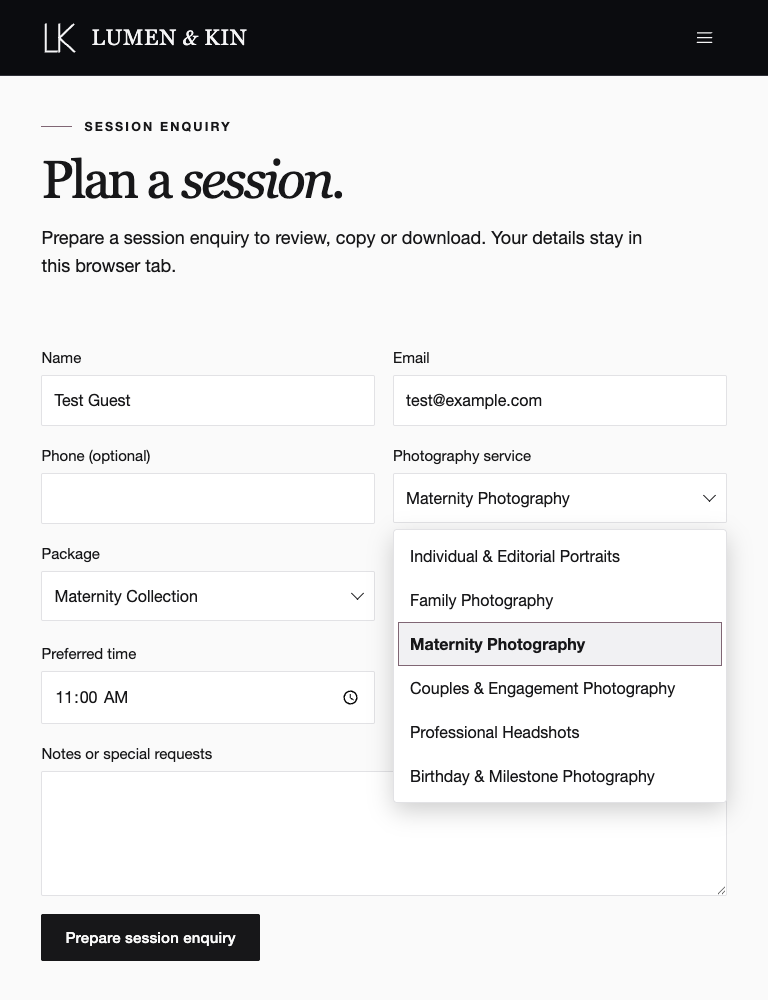 LK LUMEN & KIN
SESSION ENQUIRY
Plan a session.
Prepare a session enquiry to review, copy or download. Your details stay in
this browser tab.
Name
Email
Test Guest
test@example.com
Phone (optional)
Photography service
Maternity Photography
Individual & Editorial Portraits
Family Photography
Maternity Photography
Couples & Engagement Photography
Professional Headshots
Birthday & Milestone Photography
Package
Maternity Collection
Preferred time
11:00 AM
Notes or special requests
Prepare session enquiry